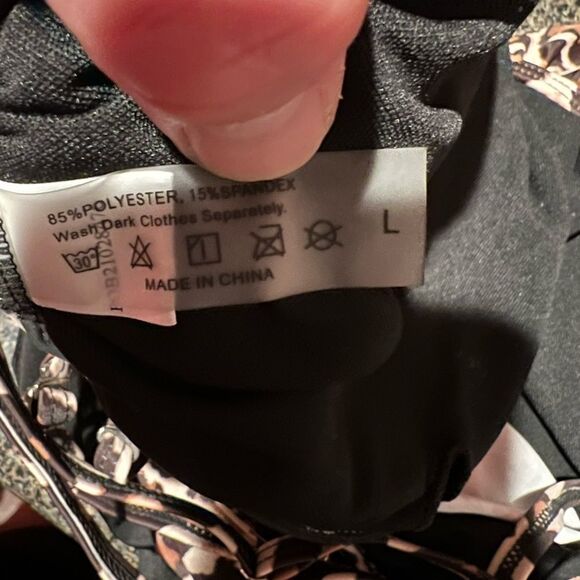 85%POLYESTER, 15%SPANDEX
Wash Dark Clothes Separately.
30°
L
MADE IN CHINA